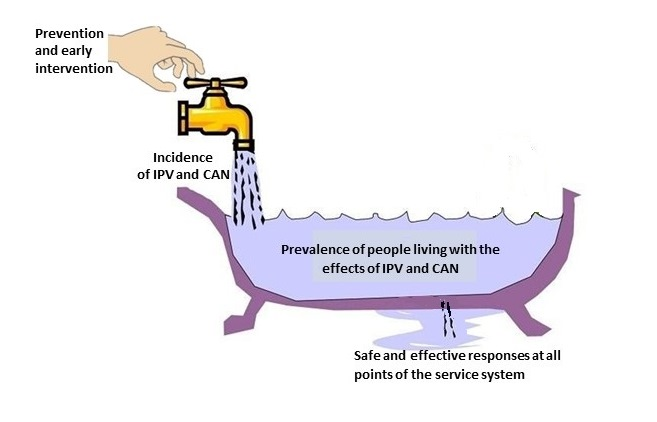 Prevention
and early
intervention
Incidence
of IPV and CAN
Prevalence of people living with the
effects of IPV and CAN
Safe and effective responses at all
points of the service system